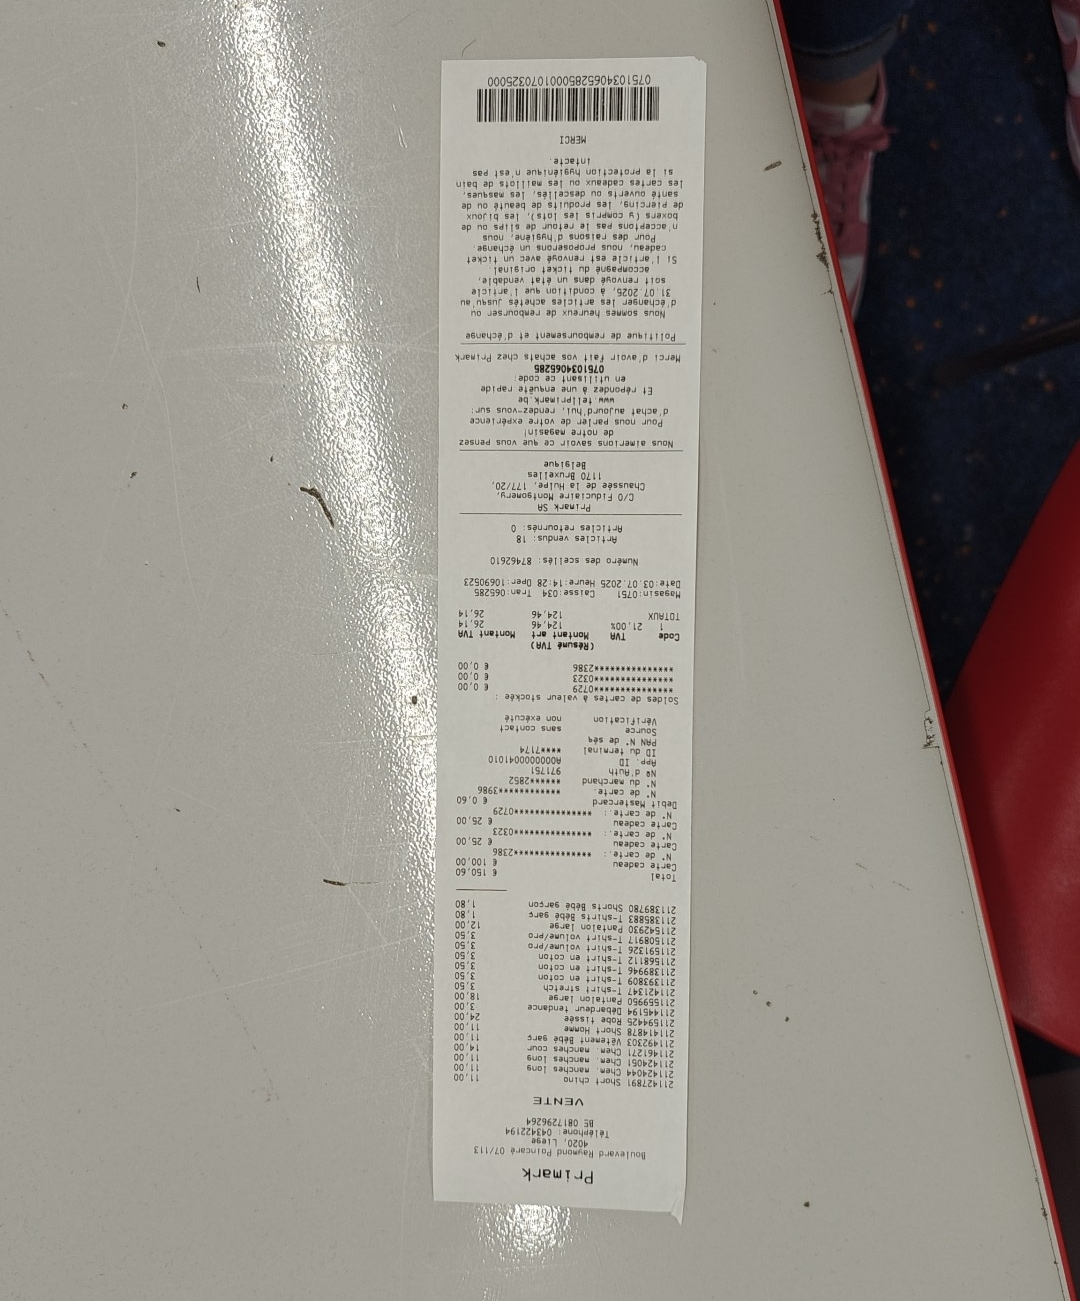 Primark
Boulevard Raymond Poincaré 07/113
4020, Liege
Téléphone: 043422194
BE 0817296264
VENTE
211427891 Short chino 11,00
211424044 Chem. manches long 11,00
211424051 Chem. manches long 11,00
211461271 Chem. manches cour 14,00
211492303 Vêtement Bébé garç 11,00
211414878 Short Homme 11,00
211594425 Robe tissée 24,00
211445194 Débardeur tendance 3,00
211559950 Pantalon large 18,00
211421347 T-shirt stretch 3,50
211393809 T-shirt en coton 3,50
211389946 T-shirt en coton 3,50
211568112 T-shirt en coton 3,50
211591326 T-shirt volume/pro 3,50
211508917 T-shirt volume/pro 3,50
211542930 Pantalon large 12,00
211385883 T-shirts Bébé garç 1,80
211389780 Shorts Bébé garçon 1,80
Total € 150,60
Carte cadeau € 100,00
N° de carte.: ****************2386
Carte cadeau € 25,00
N° de carte.: ****************0323
Carte cadeau € 25,00
N° de carte.: ****************0729
Debit Mastercard € 0,60
N° de carte. ************3986
N° du marchand ******2852
Nº d'Auth 971751
App. ID A0000000041010
ID du terminal ****7174
PAN N° de séq
Source sans contact
Vérification non exécuté
Soldes de cartes à valeur stockée :
****************0729 € 0,00
****************0323 € 0,00
****************2386 € 0,00
(Résumé TVA)
Code TVA Montant art Montant TVA
1 21,00% 124,46 26,14
TOTAUX 124,46 26,14
Magasin:0751 Caisse:034 Tran:065285
Date:03.07.2025 Heure:14:28 Oper:10690523
Numéro des scellés: 87462610
Articles vendus: 18
Articles retournés: 0
Primark SA
C/O Fiduciaire Montgomery,
Chaussée de la Hulpe, 177/20,
1170 Bruxelles
Belgique
Nous aimerions savoir ce que vous pensez
de notre magasin!
Pour nous parler de votre expérience
d'achat aujourd'hui, rendez-vous sur:
www.tellprimark.be
Et répondez à une enquête rapide
en utilisant ce code:
0751034065285
Merci d'avoir fait vos achats chez Primark
Politique de remboursement et d'échange
Nous sommes heureux de rembourser ou
d'échanger les articles achetés jusqu'au
31.07.2025, à condition que l'article
soit renvoyé dans un état vendable,
accompagné du ticket original
Si l'article est renvoyé avec un ticket
cadeau, nous proposerons un échange.
Pour des raisons d'hygiène, nous
n'acceptons pas le retour de slips ou de
boxers (y compris les lots), les bijoux
de piercing, les produits de beauté ou de
santé ouverts ou descellés, les masques,
les cartes cadeaux ou les maillots de bain
si la protection hygiénique n'est pas
intacte.
MERCI
0751034065285000107032500​0